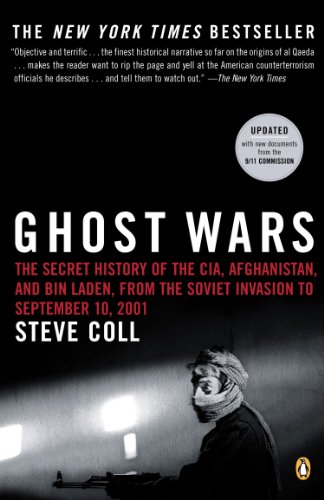 THE NEW YORK TIMES BESTSELLER
"Objective and terrific . . . the finest historical narrative so far on the origins of al Qaeda
. . . makes the reader want to rip the page and yell at the American counterterrorism
officials he describes . . . and tell them to watch out." —The New York Times
UPDATED
with new documents
from the
9/11 COMMISSION
GHOST WARS
THE SECRET HISTORY OF THE CIA, AFGHANISTAN,
AND BIN LADEN, FROM THE SOVIET INVASION TO
SEPTEMBER 10, 2001
STEVE COLL